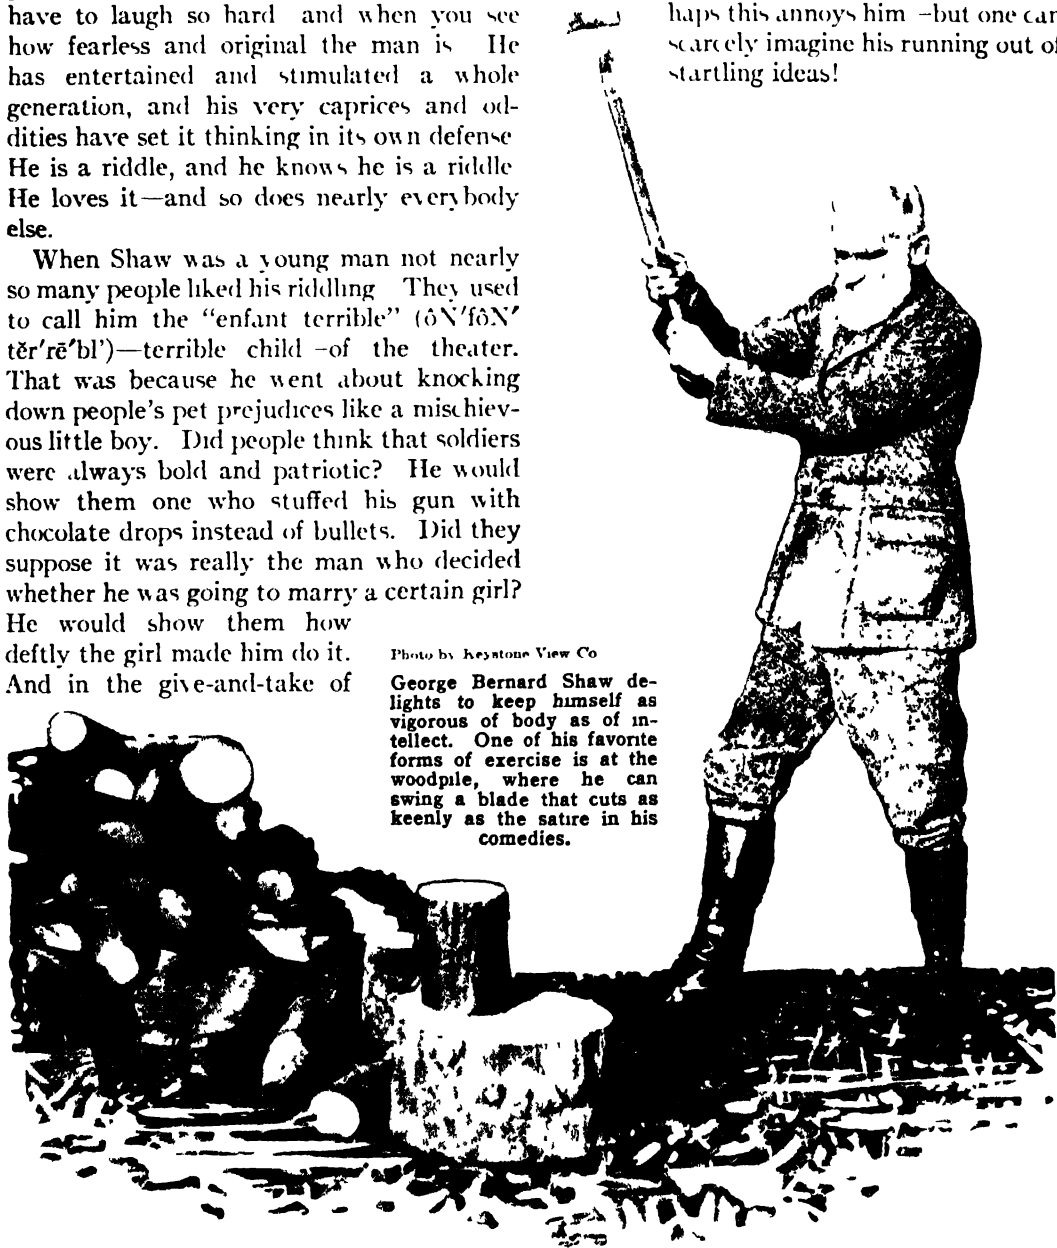 have to laugh so hard and when you see
how fearless and original the man is He
has entertained and stimulated a whole
generation, and his very caprices and od-
dities have set it thinking in its own defense
He is a riddle, and he knows he is a riddle
He loves it—and so does nearly everybody
else.
When Shaw was a young man not nearly
so many people liked his riddling They used
to call him the "enfant terrible" (ôN′fôN′
tĕr′rē′bl')—terrible child –of the theater.
That was because he went about knocking
down people's pet prejudices like a mischiev-
ous little boy. Did people think that soldiers
were always bold and patriotic? He would
show them one who stuffed his gun with
chocolate drops instead of bullets. Did they
suppose it was really the man who decided
whether he was going to marry a certain girl?
He would show them how
deftly the girl made him do it.
And in the give-and-take of
haps this annoys him –but one can
scarcely imagine his running out of
startling ideas!
Photo by Keystone View Co
George Bernard Shaw de-
lights to keep himself as
vigorous of body as of in-
tellect. One of his favorite
forms of exercise is at the
woodpile, where he can
swing a blade that cuts as
keenly as the satire in his
comedies.